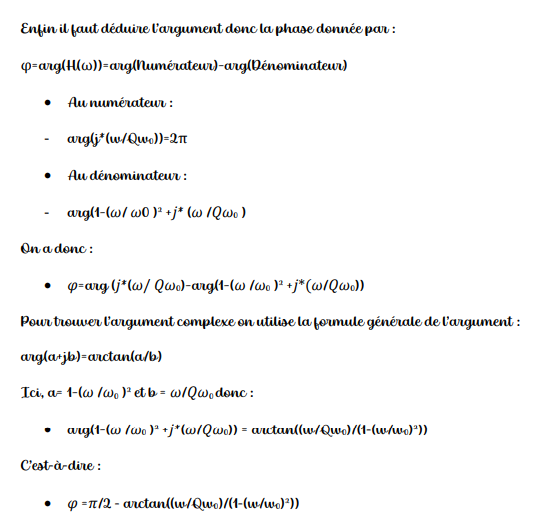 Enfin il faut déduire l'argument donc la phase donnée par :
φ=arg(H(ω))=arg(Numérateur)-arg(Dénominateur)
• Au numérateur :
- arg(j*(w/Qw₀))=2π
• Au dénominateur :
- arg(1-(ω/ ω0 )² +j* (ω /Qω₀ )
On a donc :
• φ=arg (j*(ω/ Qω₀)-arg(1-(ω /ω₀ )² +j*(ω/Qω₀))
Pour trouver l'argument complexe on utilise la formule générale de l'argument :
arg(a+jb)=arctan(a/b)
Ici, a= 1-(ω /ω₀ )² et b = ω/Qω₀ donc :
• arg(1-(ω /ω₀ )² +j*(ω/Qω₀)) = arctan((w/Qw₀)/(1-(w/w₀)²))
C'est-à-dire :
• φ =π/2 - arctan((w/Qw₀)/(1-(w/w₀)²))